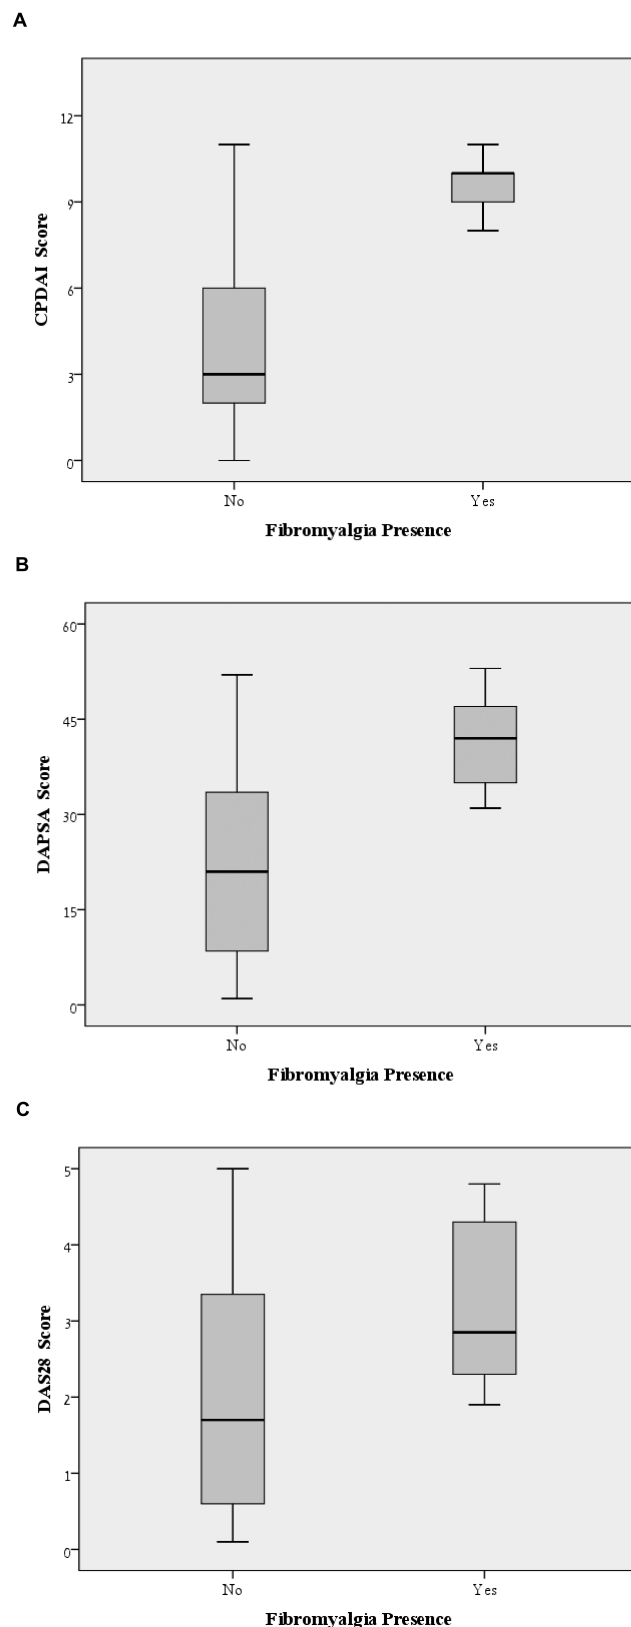 A
CPDAI Score
12
9
6
3
0
No Yes
Fibromyalgia Presence
B
DAPSA Score
60
45
30
15
0
No Yes
Fibromyalgia Presence
C
DAS28 Score
5
4
3
2
1
0
No Yes
Fibromyalgia Presence